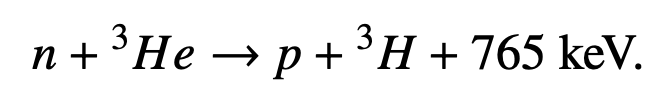 n + ³He → p + ³H + 765 keV.